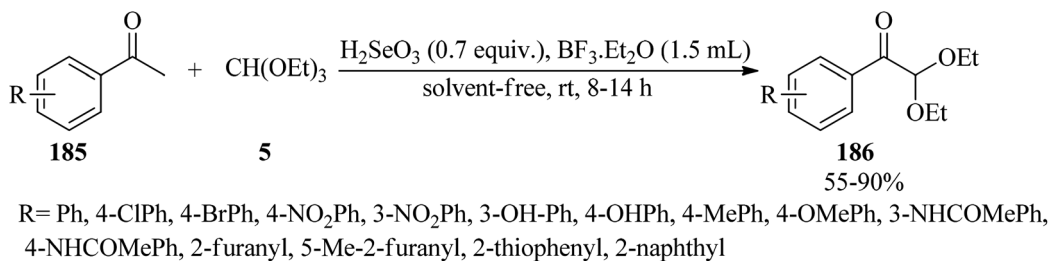 O
R
185
+
CH(OEt)₃
5
H₂SeO₃ (0.7 equiv.), BF₃.Et₂O (1.5 mL)
solvent-free, rt, 8-14 h
O
OEt
OEt
R
186
55-90%
R= Ph, 4-ClPh, 4-BrPh, 4-NO₂Ph, 3-NO₂Ph, 3-OH-Ph, 4-OHPh, 4-MePh, 4-OMePh, 3-NHCOMePh,
4-NHCOMePh, 2-furanyl, 5-Me-2-furanyl, 2-thiophenyl, 2-naphthyl